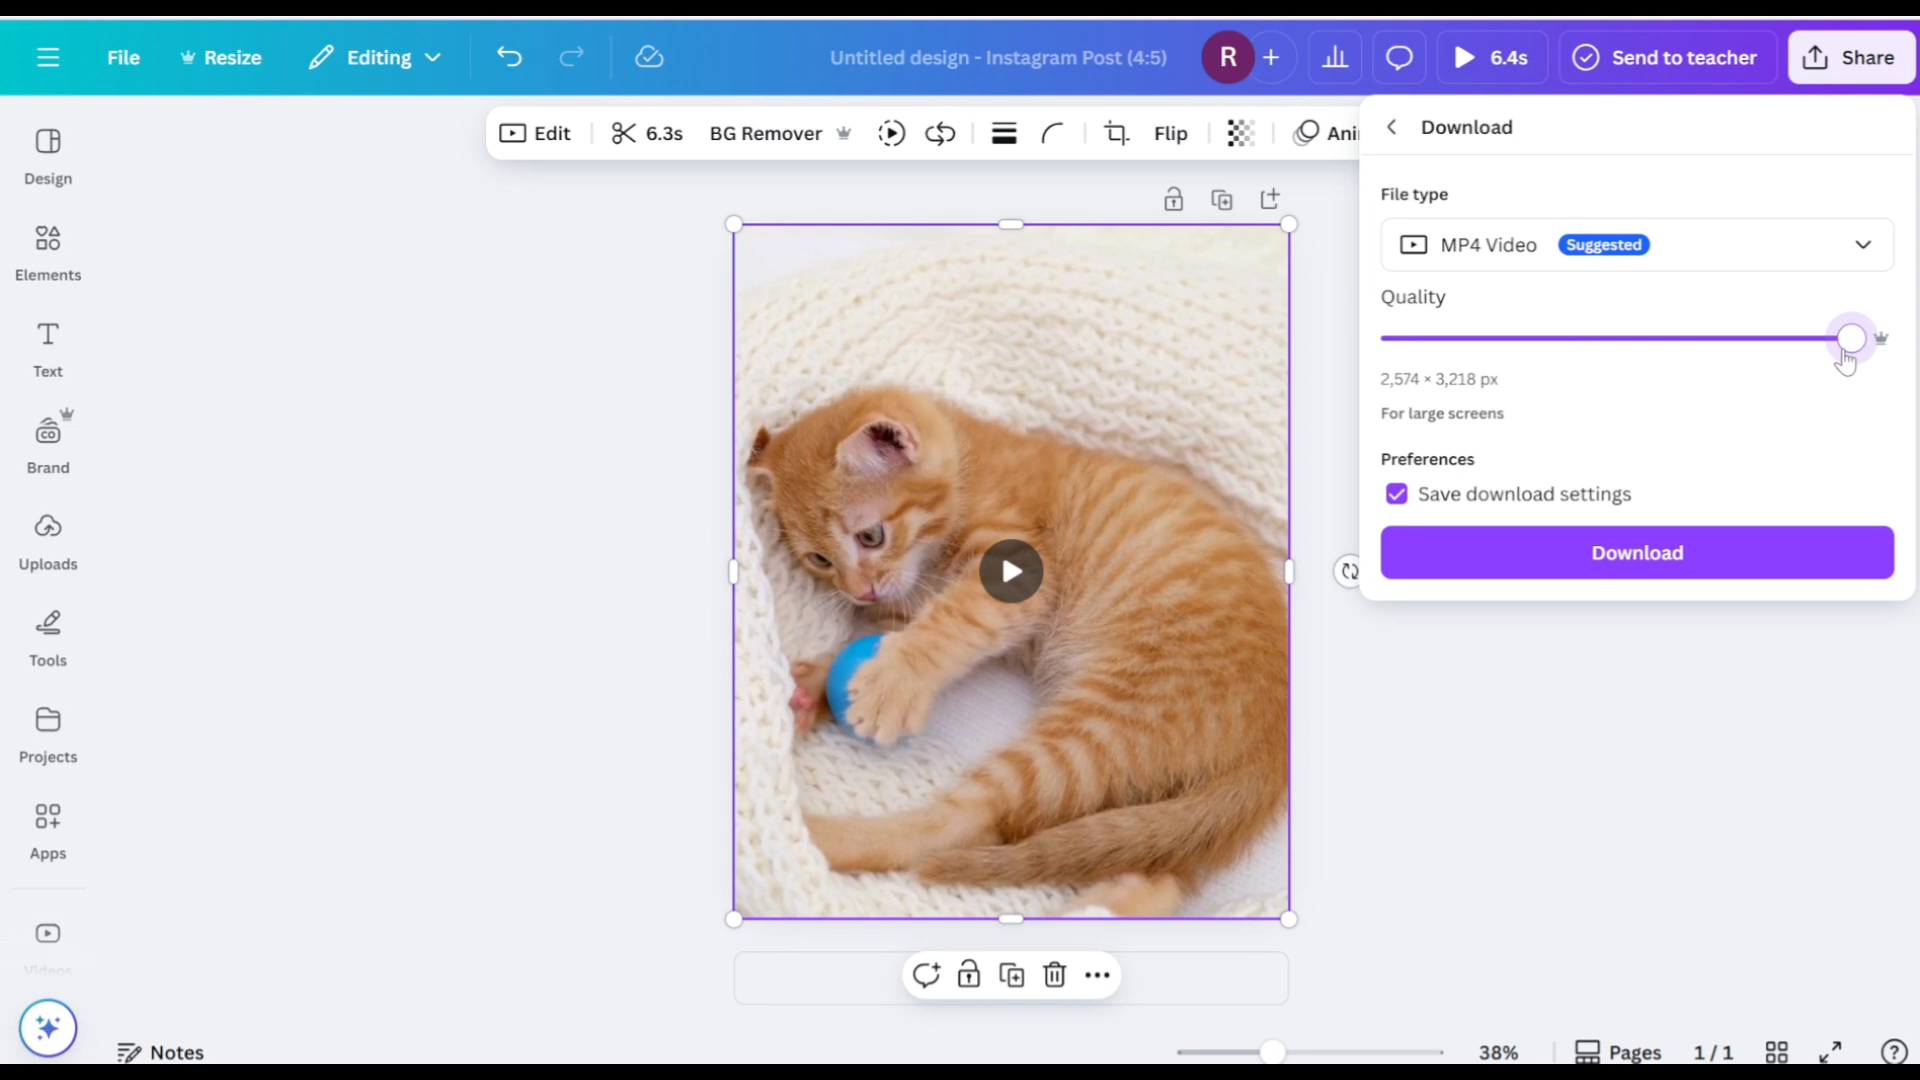 File
Resize
Editing
Untitled design - Instagram Post (4:5)
R
6.4s
Send to teacher
Share
Edit
6.3s
BG Remover
Flip
Ani
Download
File type
MP4 Video
Suggested
Quality
2,574 × 3,218 px
For large screens
Preferences
Save download settings
Download
Design
Elements
Text
Brand
Uploads
Tools
Projects
Apps
Videos
Notes
38%
Pages
1 / 1